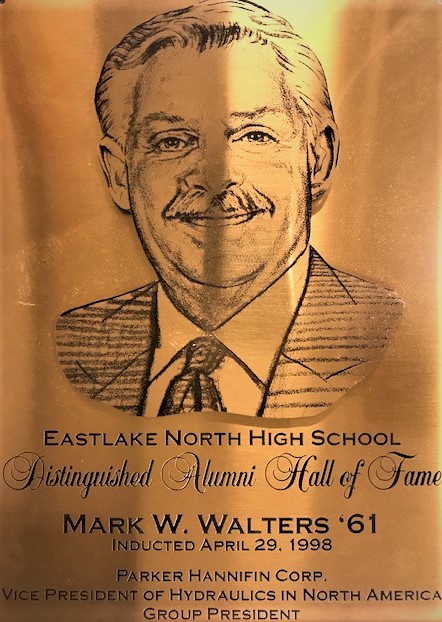 EASTLAKE NORTH HIGH SCHOOL
Distinguished Alumni Hall of Fame
MARK W. WALTERS '61
INDUCTED APRIL 29, 1998
PARKER HANNIFIN CORP.
VICE PRESIDENT OF HYDRAULICS IN NORTH AMERICA
GROUP PRESIDENT